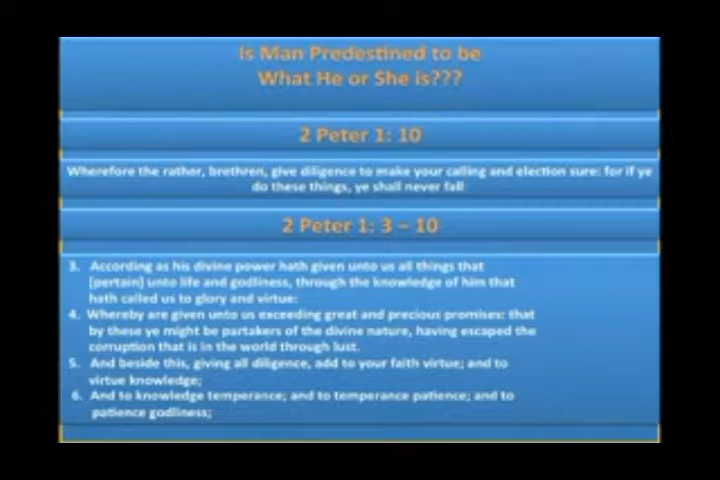 Is Man Predestined to be
What He or She is???
2 Peter 1: 10
Wherefore the rather, brethren, give diligence to make your calling and election sure: for if ye
do these things, ye shall never fall
2 Peter 1: 3 – 10
3. According as his divine power hath given unto us all things that
[pertain] unto life and godliness, through the knowledge of him that
hath called us to glory and virtue:
4. Whereby are given unto us exceeding great and precious promises: that
by these ye might be partakers of the divine nature, having escaped the
corruption that is in the world through lust.
5. And beside this, giving all diligence, add to your faith virtue; and to
virtue knowledge;
6. And to knowledge temperance; and to temperance patience; and to
patience godliness;